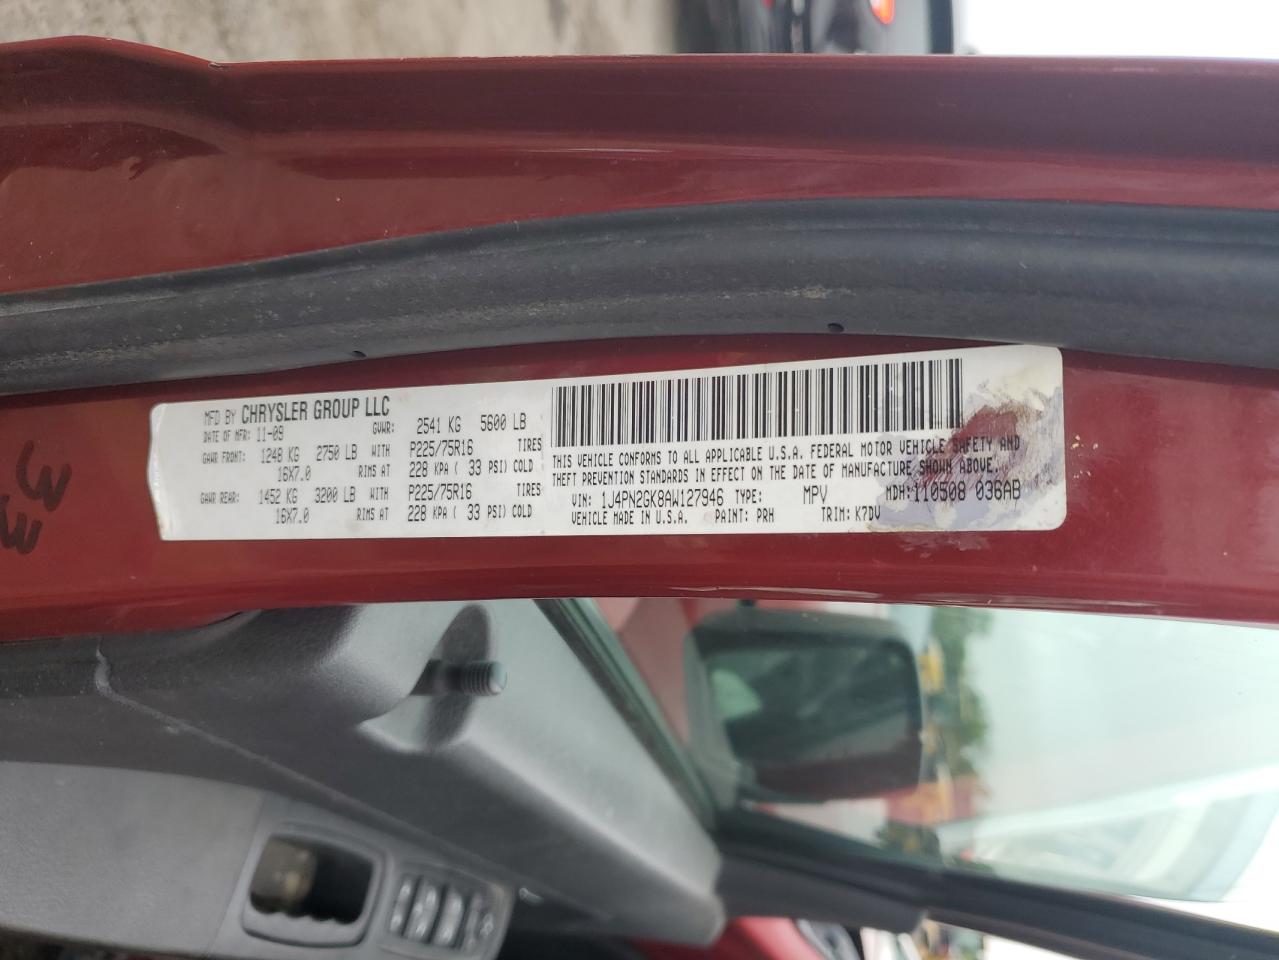 MFD BY CHRYSLER GROUP LLC
DATE OF MFR: 11-09 GVWR: 2541 KG 5600 LB
GAWR FRONT: 1248 KG 2750 LB WITH P225/75R16 TIRES
16X7.0 RIMS AT 228 KPA ( 33 PSI) COLD
GAWR REAR: 1452 KG 3200 LB WITH P225/75R16 TIRES
16X7.0 RIMS AT 228 KPA ( 33 PSI) COLD
THIS VEHICLE CONFORMS TO ALL APPLICABLE U.S.A. FEDERAL MOTOR VEHICLE SAFETY AND
THEFT PREVENTION STANDARDS IN EFFECT ON THE DATE OF MANUFACTURE SHOWN ABOVE.
VIN: 1J4PN2GK8AW127946 TYPE: MPV MDH: 110508 036AB
VEHICLE MADE IN U.S.A. PAINT: PRH TRIM: K7DV